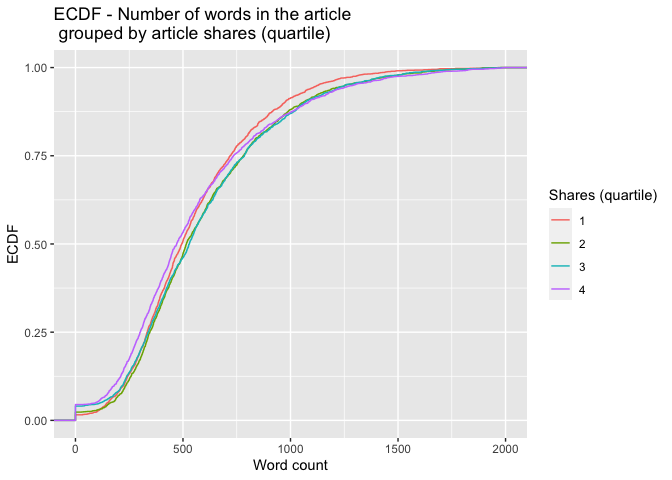 ECDF - Number of words in the article
grouped by article shares (quartile)
1.00
0.75
0.50
0.25
0.00
ECDF
0
500
1000
1500
2000
Word count
Shares (quartile)
1
2
3
4